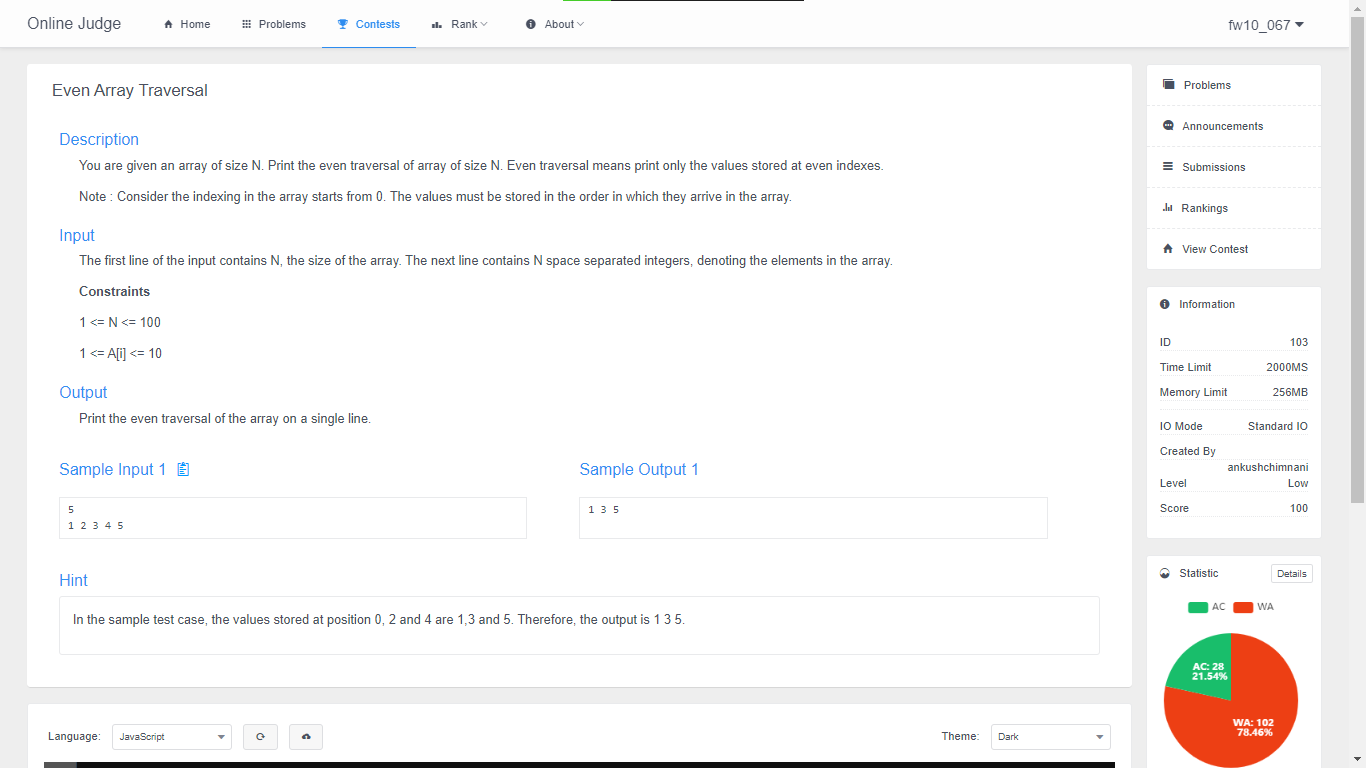 Online Judge
Home
Problems
Contests
Rank
About
fw10_067
Even Array Traversal
Description
You are given an array of size N. Print the even traversal of array of size N. Even traversal means print only the values stored at even indexes.
Note : Consider the indexing in the array starts from 0. The values must be stored in the order in which they arrive in the array.
Input
The first line of the input contains N, the size of the array. The next line contains N space separated integers, denoting the elements in the array.
Constraints
1 <= N <= 100
1 <= A[i] <= 10
Output
Print the even traversal of the array on a single line.
Sample Input 1
5
1 2 3 4 5
Sample Output 1
1 3 5
Hint
In the sample test case, the values stored at position 0, 2 and 4 are 1,3 and 5. Therefore, the output is 1 3 5.
Language:
JavaScript
Theme:
Dark
Problems
Announcements
Submissions
Rankings
View Contest
Information
ID 103
Time Limit 2000MS
Memory Limit 256MB
IO Mode Standard IO
Created By
ankushchimnani
Level Low
Score 100
Statistic
Details
AC WA
AC: 28
21.54%
WA: 102
78.46%